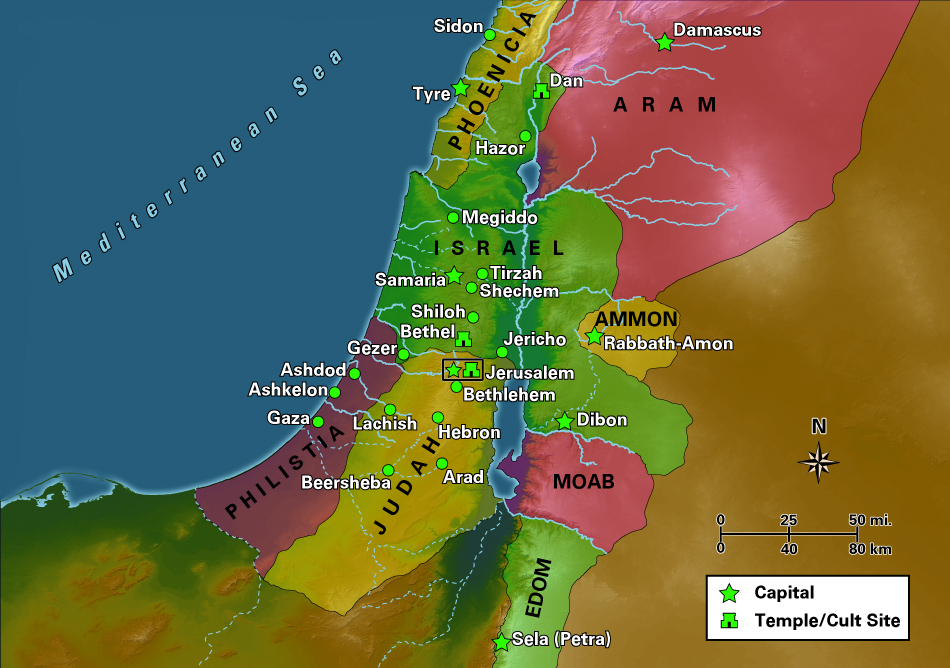 Sidon
Damascus
PHOENICIA
Dan
Tyre
ARAM
Mediterranean Sea
Hazor
Megiddo
ISRAEL
Tirzah
Samaria
Shechem
Shiloh
AMMON
Bethel
Jericho
Rabbath-Amon
Gezer
Ashdod
Jerusalem
Ashkelon
Bethlehem
Gaza
Lachish
Dibon
Hebron
N
PHILISTIA
JUDAH
Arad
Beersheba
MOAB
0 25 50 mi.
0 40 80 km
EDOM
Capital
Temple/Cult Site
Sela (Petra)